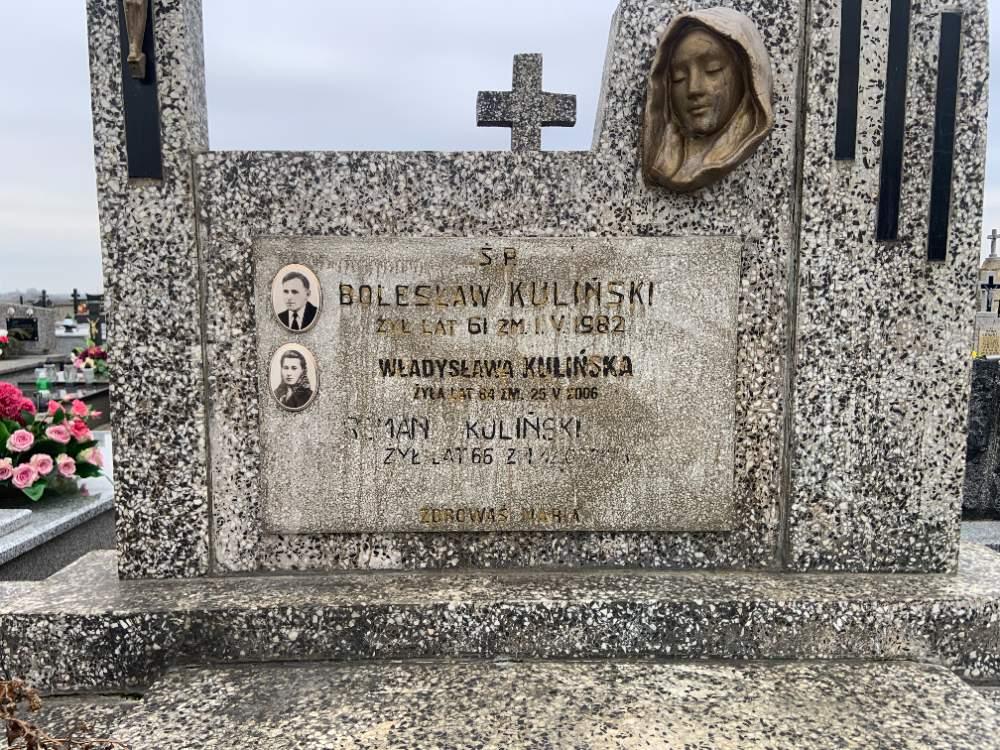 Ś.P.
BOLESŁAW KULIŃSKI
ŻYŁ LAT 61 ZM. 1.V.1982
WŁADYSŁAWA KULIŃSKA
ŻYŁA LAT 84 ZM. 25 V 2006
ROMAN KULIŃSKI
ŻYŁ LAT 66
ZDROWAŚ MARIA